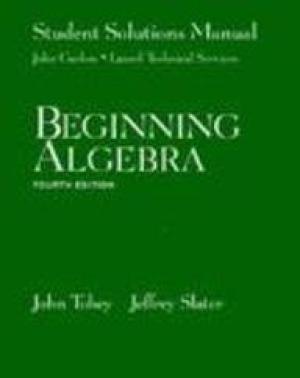 Student Solutions Manual
John Garlow • Laurel Technical Services
BEGINNING
ALGEBRA
FOURTH EDITION
John Tobey Jeffrey Slater